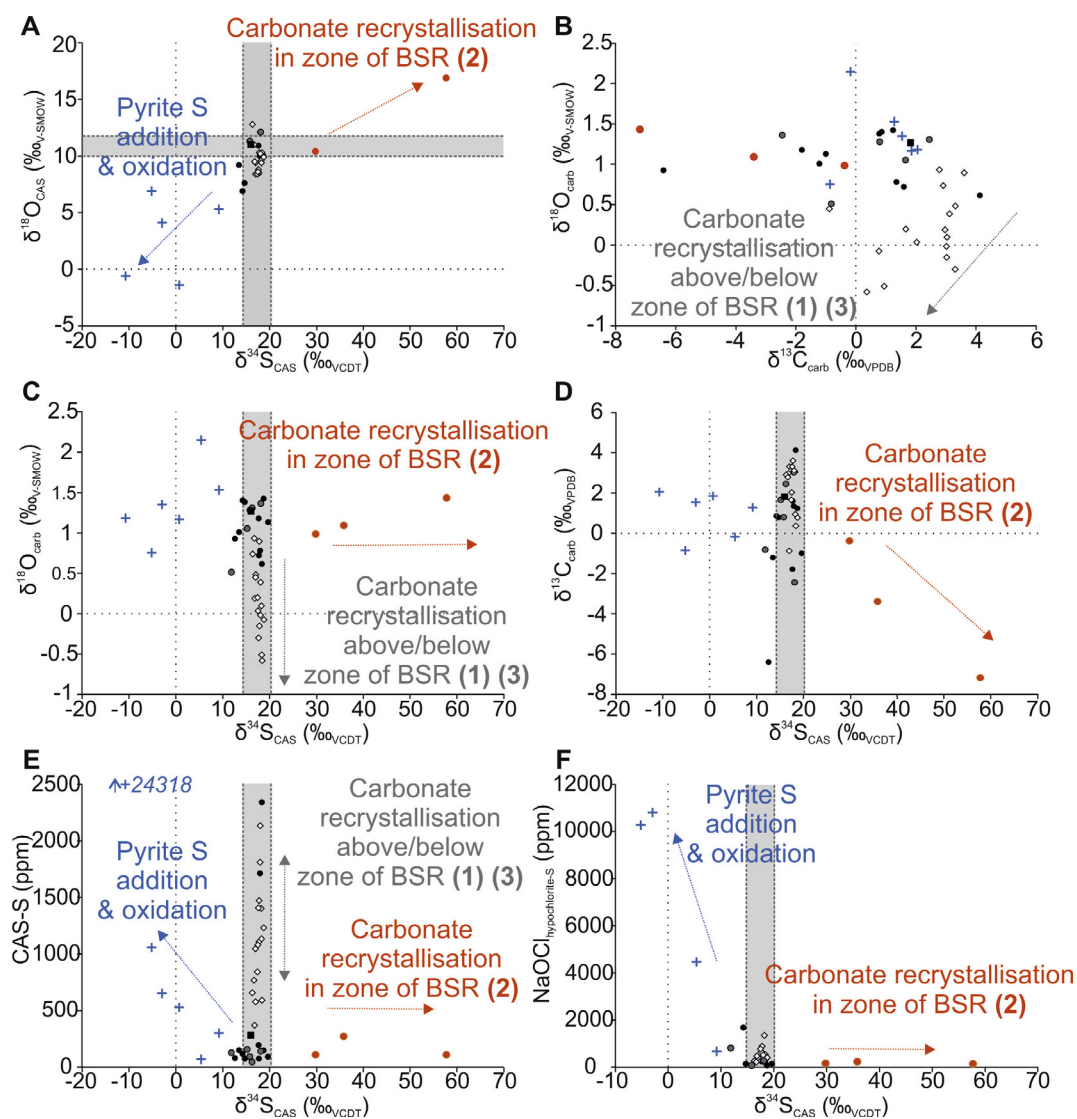 A
Carbonate recrystallisation
in zone of BSR (2)
Pyrite S
addition
& oxidation
20
15
10
5
0
-5
δ18OCAS (‰V-SMOW)
-20 -10 0 10 20 30 40 50 60 70
δ34SCAS (‰VCDT)
B
Carbonate
recrystallisation
above/below
zone of BSR (1) (3)
2.5
2
1.5
1
0.5
0
-0.5
-1
δ18Ocarb (‰V-SMOW)
-8 -6 -4 -2 0 2 4 6
δ13Ccarb (‰VPDB)
C
Carbonate recrystallisation
in zone of BSR (2)
Carbonate
recrystallisation
above/below
zone of BSR (1) (3)
2.5
2
1.5
1
0.5
0
-0.5
-1
δ18Ocarb (‰V-SMOW)
-20 -10 0 10 20 30 40 50 60 70
δ34SCAS (‰VCDT)
D
Carbonate
recrystallisation
in zone of BSR (2)
6
4
2
0
-2
-4
-6
-8
δ13Ccarb (‰VPDB)
-20 -10 0 10 20 30 40 50 60 70
δ34SCAS (‰VCDT)
E
+24318
Pyrite S
addition
& oxidation
Carbonate
recrystallisation
above/below
zone of BSR (1) (3)
Carbonate
recrystallisation
in zone of BSR (2)
2500
2000
1500
1000
500
0
CAS-S (ppm)
-20 -10 0 10 20 30 40 50 60 70
δ34SCAS (‰VCDT)
F
Pyrite S
addition
& oxidation
Carbonate recrystallisation
in zone of BSR (2)
12000
10000
8000
6000
4000
2000
0
NaOClhypochlorite-S (ppm)
-20 -10 0 10 20 30 40 50 60 70
δ34SCAS (‰VCDT)